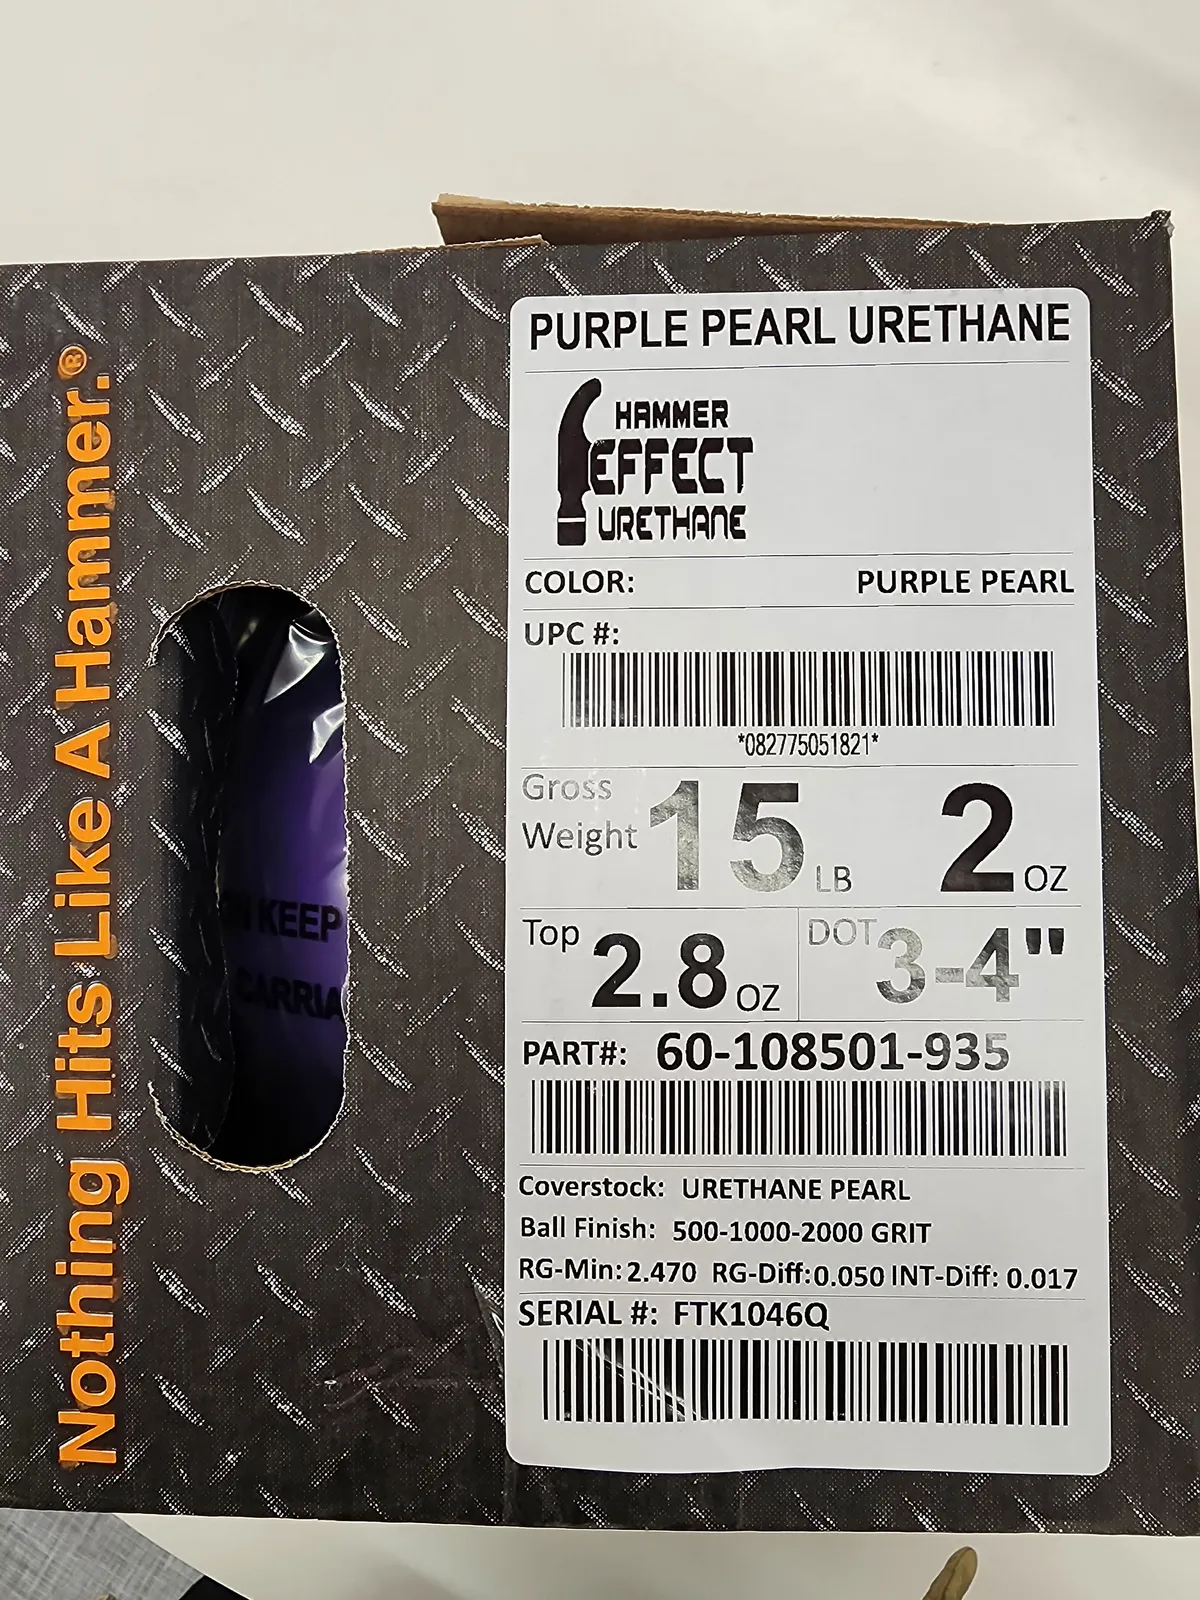 Nothing Hits Like A Hammer.®
KEEP
PURPLE PEARL URETHANE
HAMMER
EFFECT
URETHANE
COLOR: PURPLE PEARL
UPC #:
*082775051821*
Gross
Weight 15 LB 2 OZ
Top 2.8 OZ DOT 3-4"
PART#: 60-108501-935
Coverstock: URETHANE PEARL
Ball Finish: 500-1000-2000 GRIT
RG-Min: 2.470 RG-Diff: 0.050 INT-Diff: 0.017
SERIAL #: FTK1046Q